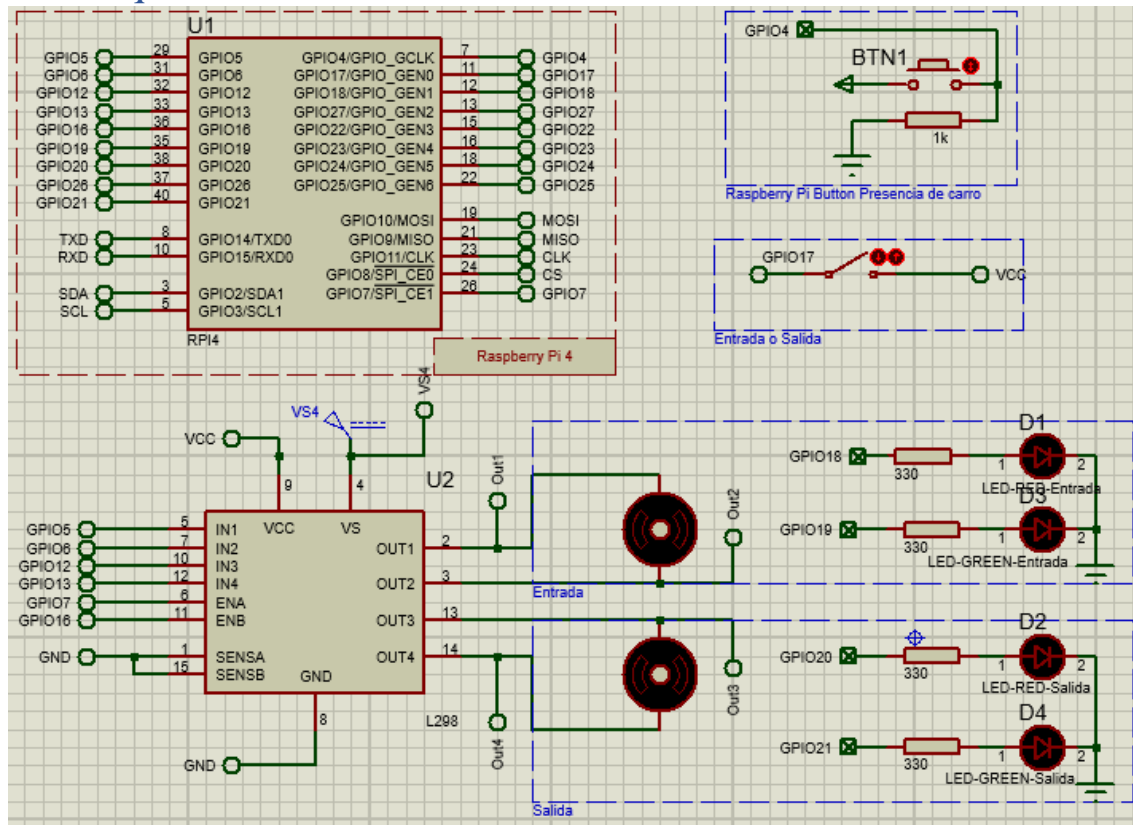 U1
GPIO5 29 GPIO5 GPIO4/GPIO_GCLK 7 GPIO4
GPIO6 31 GPIO6 GPIO17/GPIO_GEN0 11 GPIO17
GPIO12 32 GPIO12 GPIO18/GPIO_GEN1 12 GPIO18
GPIO13 33 GPIO13 GPIO27/GPIO_GEN2 13 GPIO27
GPIO16 36 GPIO16 GPIO22/GPIO_GEN3 15 GPIO22
GPIO19 35 GPIO19 GPIO23/GPIO_GEN4 16 GPIO23
GPIO20 38 GPIO20 GPIO24/GPIO_GEN5 18 GPIO24
GPIO26 37 GPIO26 GPIO25/GPIO_GEN6 22 GPIO25
GPIO21 40 GPIO21
GPIO10/MOSI 19 MOSI
TXD 8 GPIO14/TXD0 GPIO9/MISO 21 MISO
RXD 10 GPIO15/RXD0 GPIO11/CLK 23 CLK
GPIO8/SPI_CE0 24 CS
SDA 3 GPIO2/SDA1 GPIO7/SPI_CE1 26 GPIO7
SCL 5 GPIO3/SCL1
RPI4
Raspberry Pi 4
GPIO4
BTN1
1k
Raspberry Pi Button Presencia de carro
GPIO17
VCC
Entrada o Salida
VS4
VS4
VCC
9
4
U2
VCC
VS
GPIO5 5 IN1
GPIO6 7 IN2
GPIO12 10 IN3
GPIO13 12 IN4
GPIO7 6 ENA
GPIO16 11 ENB
GND 1 SENSA
15 SENSB
GND
8
GND
L298
OUT1 2
OUT2 3
OUT3 13
OUT4 14
Out1
Out2
Out3
Out4
Entrada
GPIO18
330
1
D1
2
LED-RED-Entrada
GPIO19
330
1
D3
2
LED-GREEN-Entrada
GPIO20
330
1
D2
2
LED-RED-Salida
GPIO21
330
1
D4
2
LED-GREEN-Salida
Salida